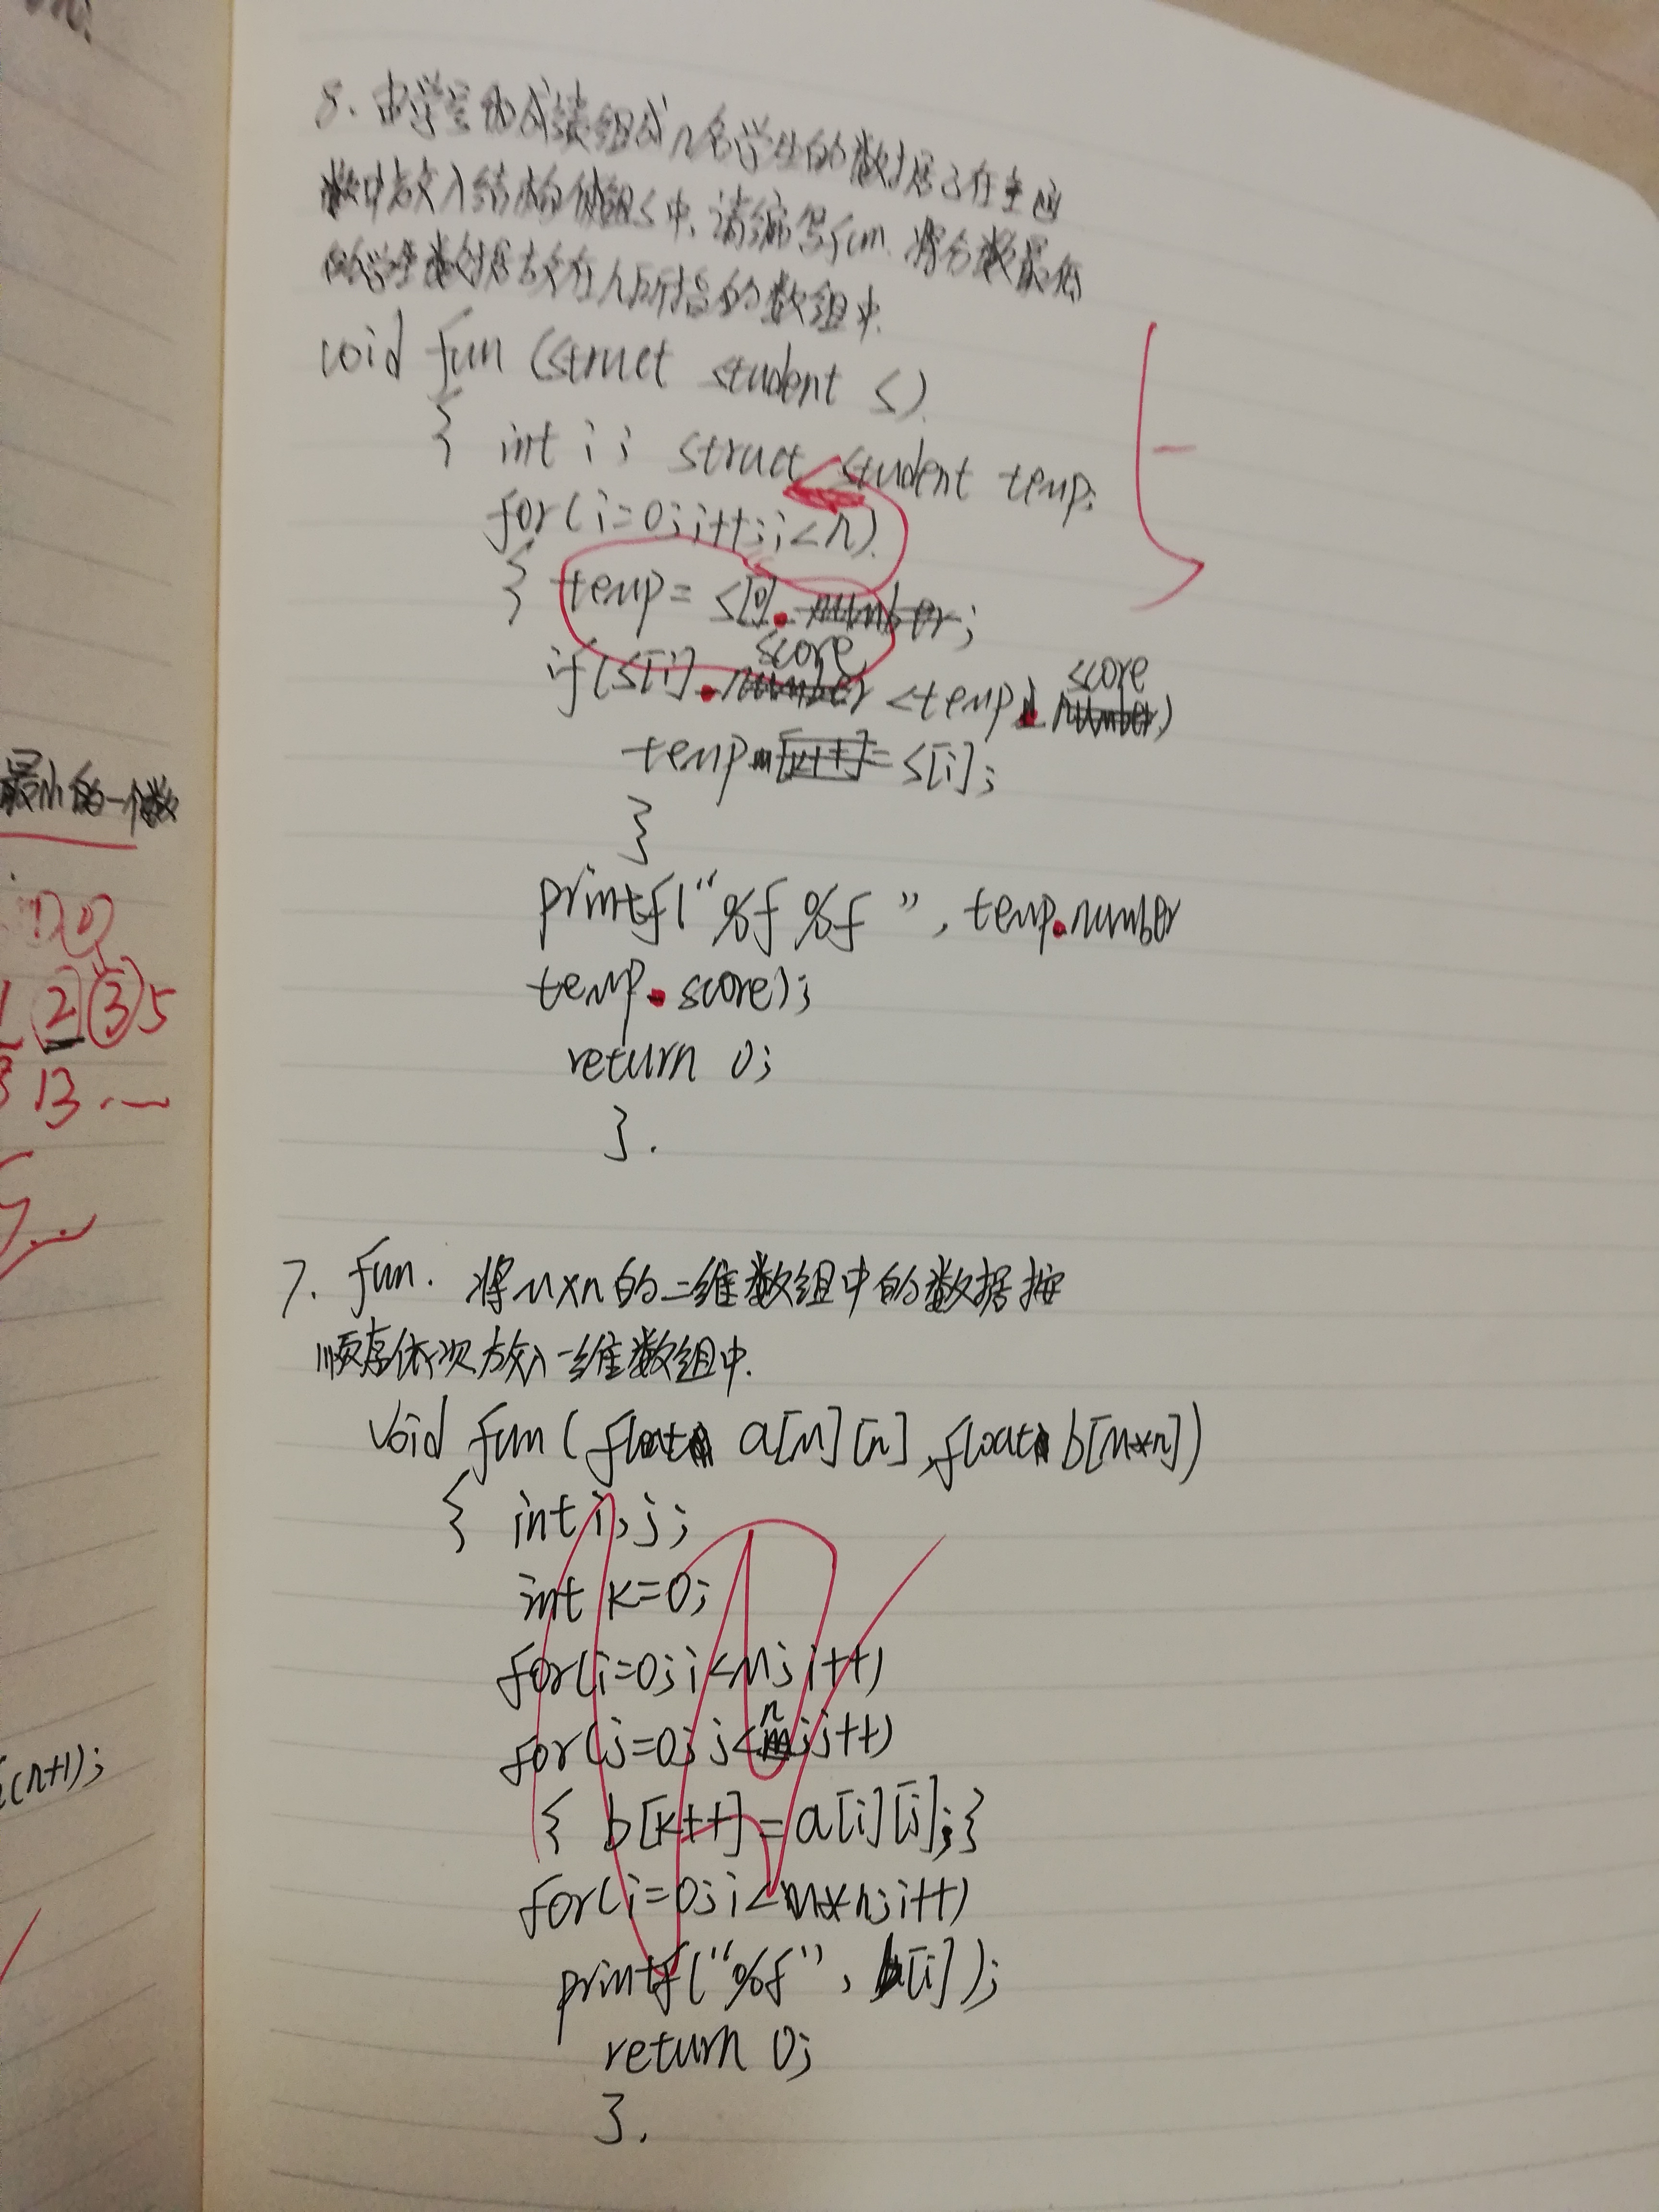 最小的一个数
1 2 3 5
13 ...
(n+1);
8. 由学号和成绩组成n名学生的数据已在主函
数中放入结构体数组s中,请编写fun.将分数最低
的学生数据放在h所指的数组中.
void fun (struct student s)
{ int i; struct student temp;
for(i=0;i++;i<n)
{ temp= s[0].number;
score score
if(s[i].number <temp.number)
temp[k++]= s[i];
}
printf("%f %f ", temp.number
temp.score);
return 0;
}.
7. fun. 将m×n的二维数组中的数据按
顺序依次放入一维数组中.
void fun (float a[m][n],float b[m*n])
{ int i,j;
int k=0;
for(i=0;i<m;i++)
for(j=0;j<n;j++)
{ b[k++]=a[i][j];}
for(i=0;i<m*n;i++)
printf("%f", b[i]);
return 0;
}.